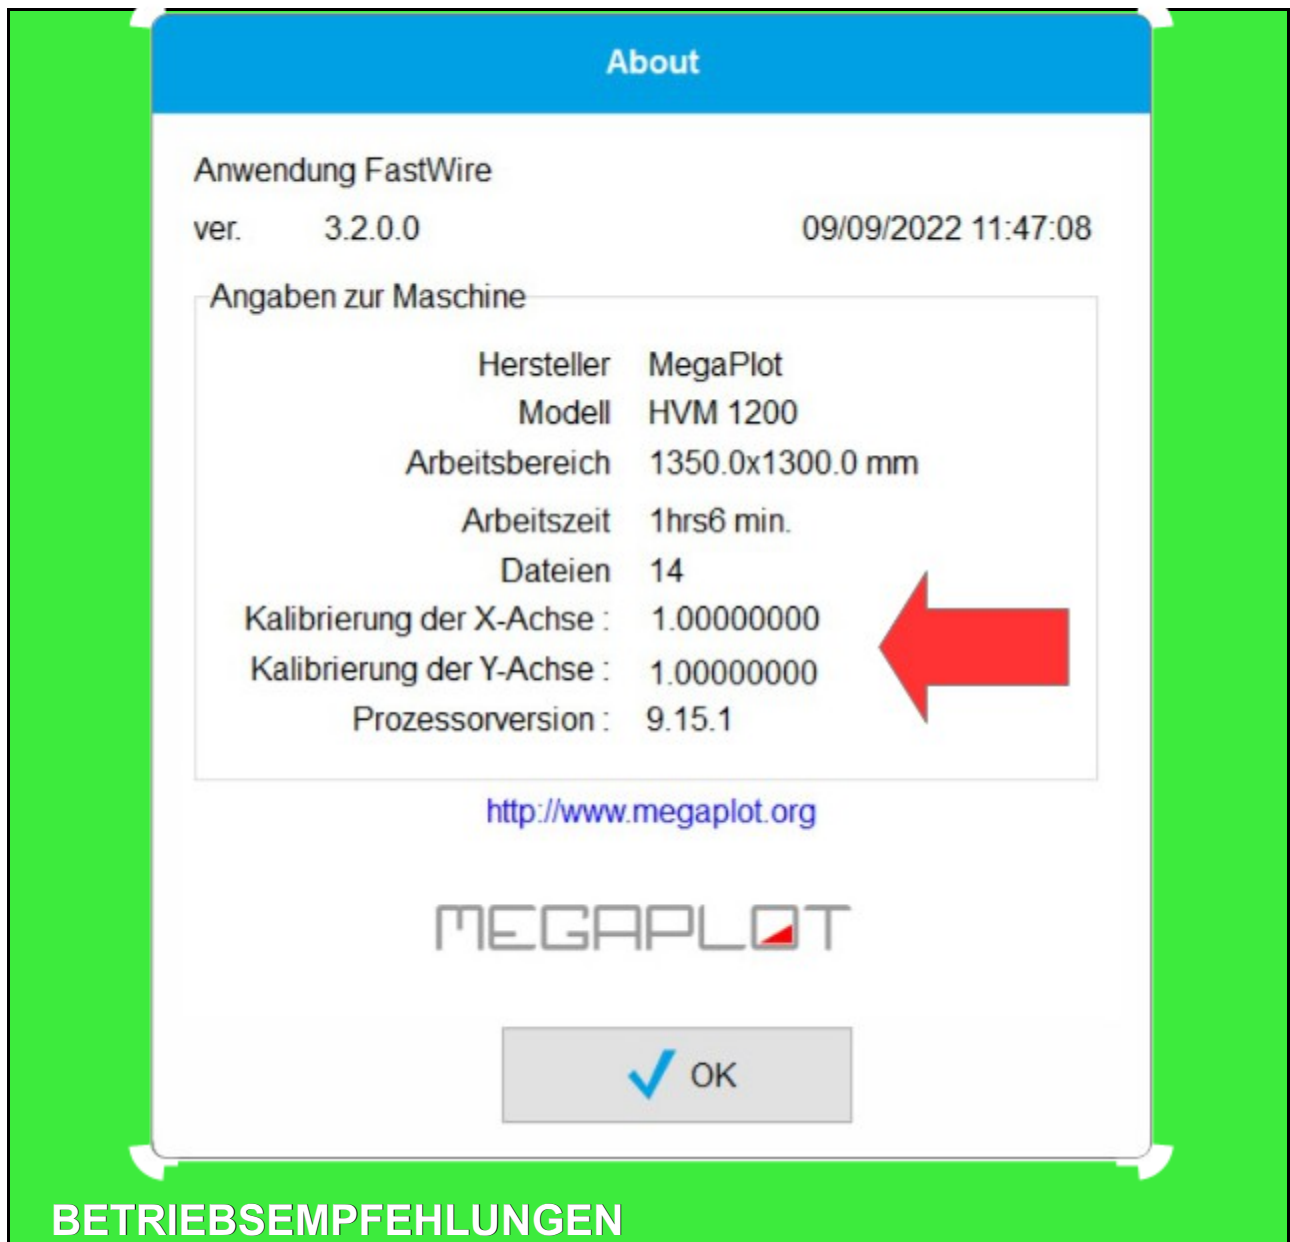 About
Anwendung FastWire
ver. 3.2.0.0 09/09/2022 11:47:08
Angaben zur Maschine
Hersteller MegaPlot
Modell HVM 1200
Arbeitsbereich 1350.0x1300.0 mm
Arbeitszeit 1hrs6 min.
Dateien 14
Kalibrierung der X-Achse : 1.00000000
Kalibrierung der Y-Achse : 1.00000000
Prozessorversion : 9.15.1
http://www.megaplot.org
MEGAPLOT
OK
BETRIEBSEMPFEHLUNGEN